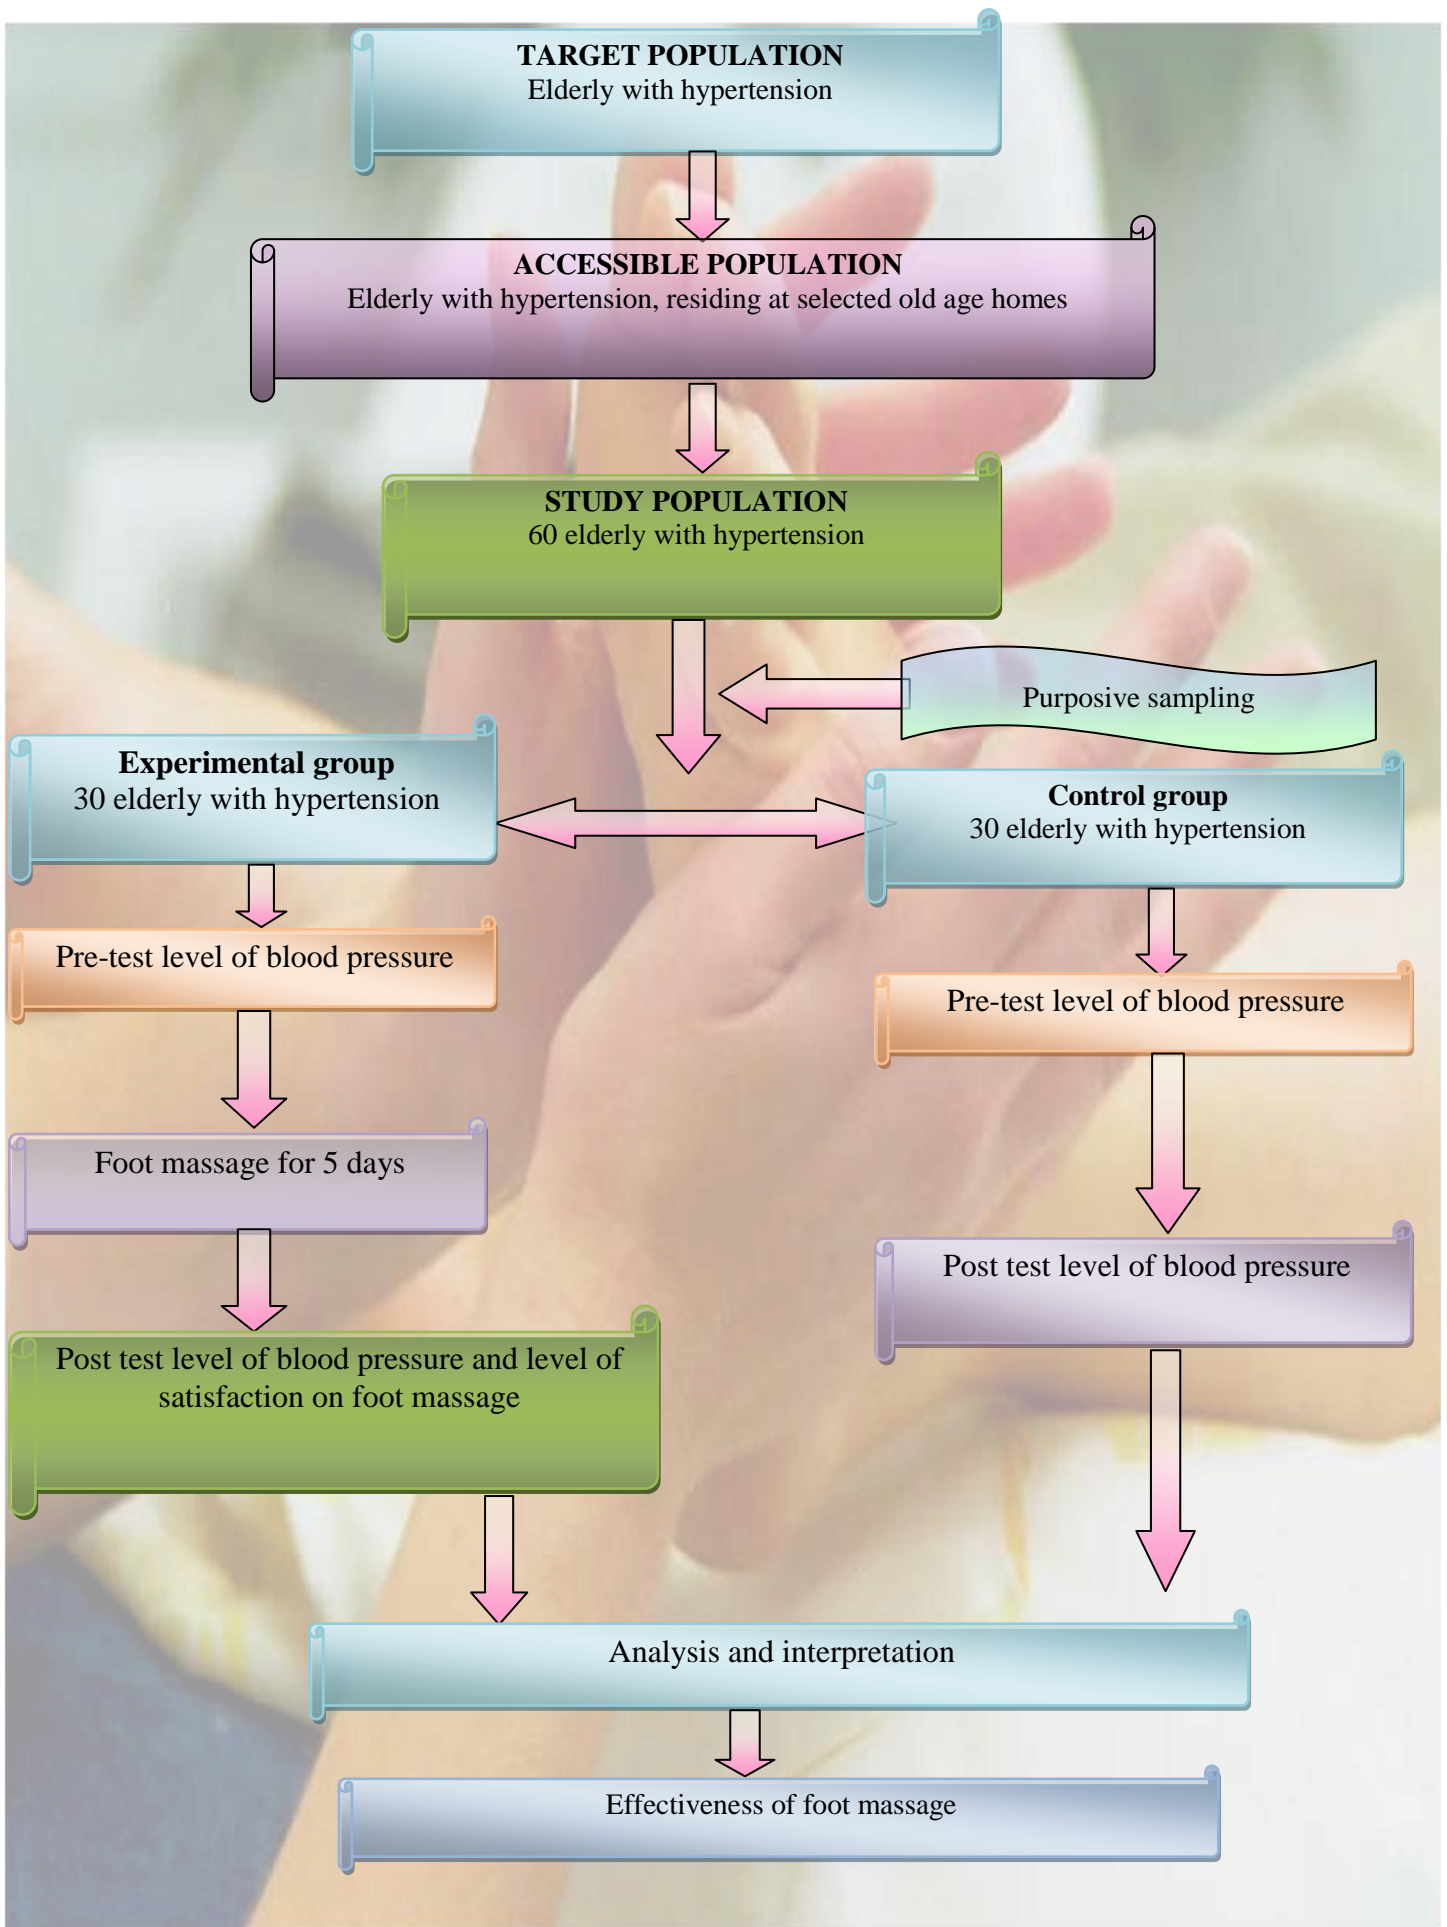 TARGET POPULATION
Elderly with hypertension
ACCESSIBLE POPULATION
Elderly with hypertension, residing at selected old age homes
STUDY POPULATION
60 elderly with hypertension
Purposive sampling
Experimental group
30 elderly with hypertension
Control group
30 elderly with hypertension
Pre-test level of blood pressure
Pre-test level of blood pressure
Foot massage for 5 days
Post test level of blood pressure
Post test level of blood pressure and level of
satisfaction on foot massage
Analysis and interpretation
Effectiveness of foot massage